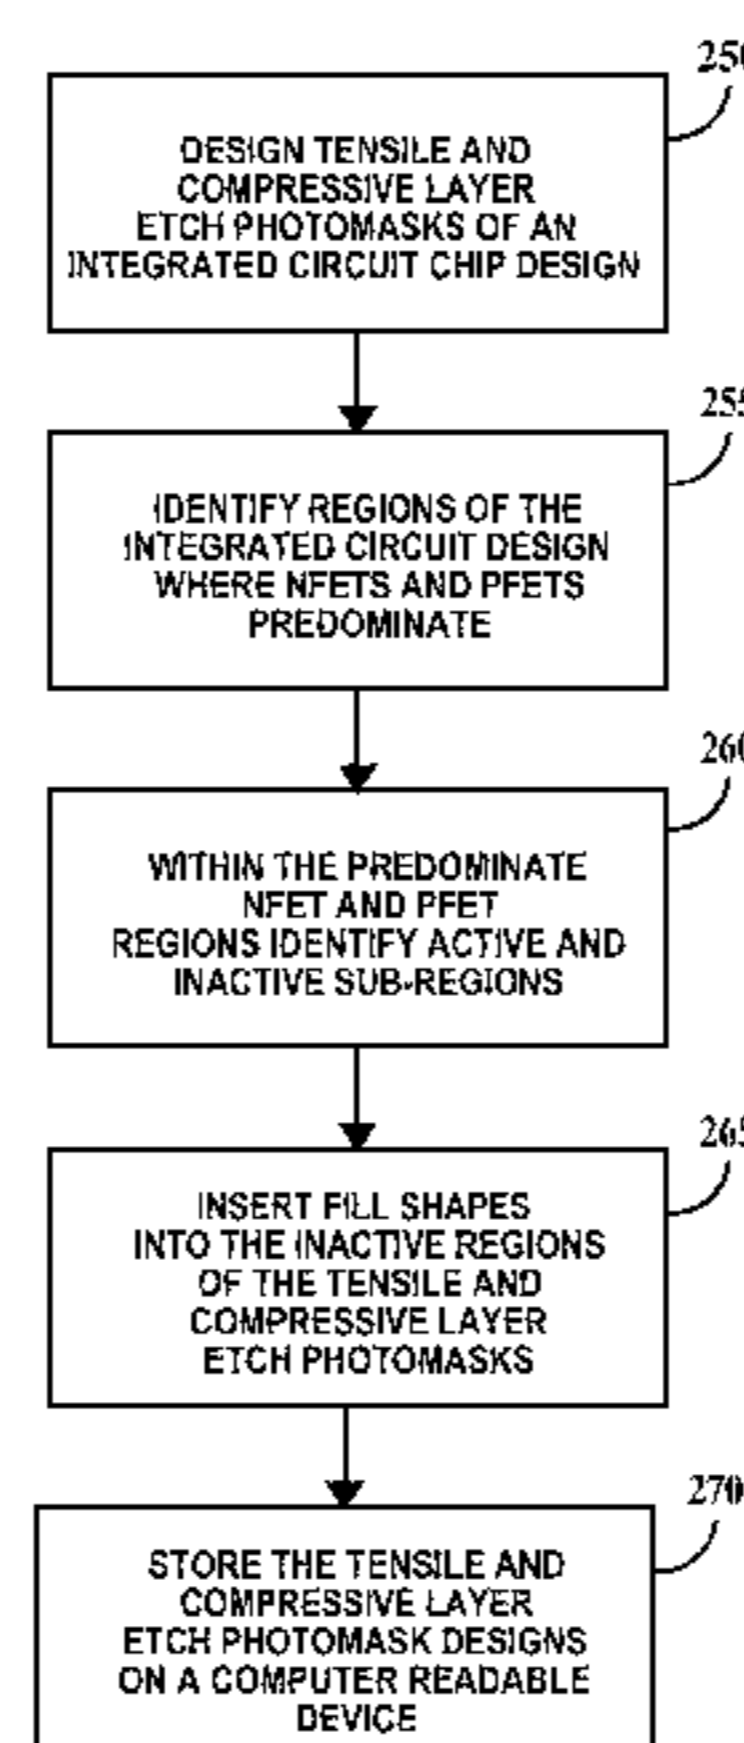 250
DESIGN TENSILE AND
COMPRESSIVE LAYER
ETCH PHOTOMASKS OF AN
INTEGRATED CIRCUIT CHIP DESIGN
255
IDENTIFY REGIONS OF THE
INTEGRATED CIRCUIT DESIGN
WHERE NFETS AND PFETS
PREDOMINATE
260
WITHIN THE PREDOMINATE
NFET AND PFET
REGIONS IDENTIFY ACTIVE AND
INACTIVE SUB-REGIONS
265
INSERT FILL SHAPES
INTO THE INACTIVE REGIONS
OF THE TENSILE AND
COMPRESSIVE LAYER
ETCH PHOTOMASKS
270
STORE THE TENSILE AND
COMPRESSIVE LAYER
ETCH PHOTOMASK DESIGNS
ON A COMPUTER READABLE
DEVICE